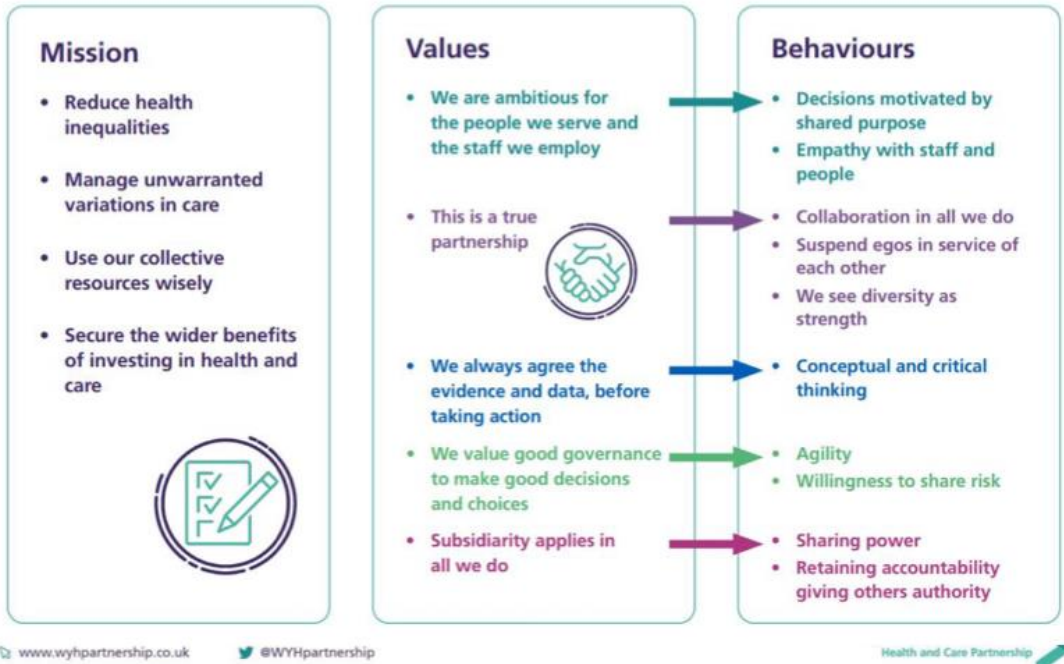 Mission
• Reduce health
inequalities
• Manage unwarranted
variations in care
• Use our collective
resources wisely
• Secure the wider benefits
of investing in health and
care
Values
• We are ambitious for
the people we serve and
the staff we employ
• This is a true
partnership
• We always agree the
evidence and data, before
taking action
• We value good governance
to make good decisions
and choices
• Subsidiarity applies in
all we do
Behaviours
• Decisions motivated by
shared purpose
• Empathy with staff and
people
• Collaboration in all we do
• Suspend egos in service of
each other
• We see diversity as
strength
• Conceptual and critical
thinking
• Agility
• Willingness to share risk
• Sharing power
• Retaining accountability
giving others authority
www.wyhpartnership.co.uk
@WYHpartnership
Health and Care Partnership